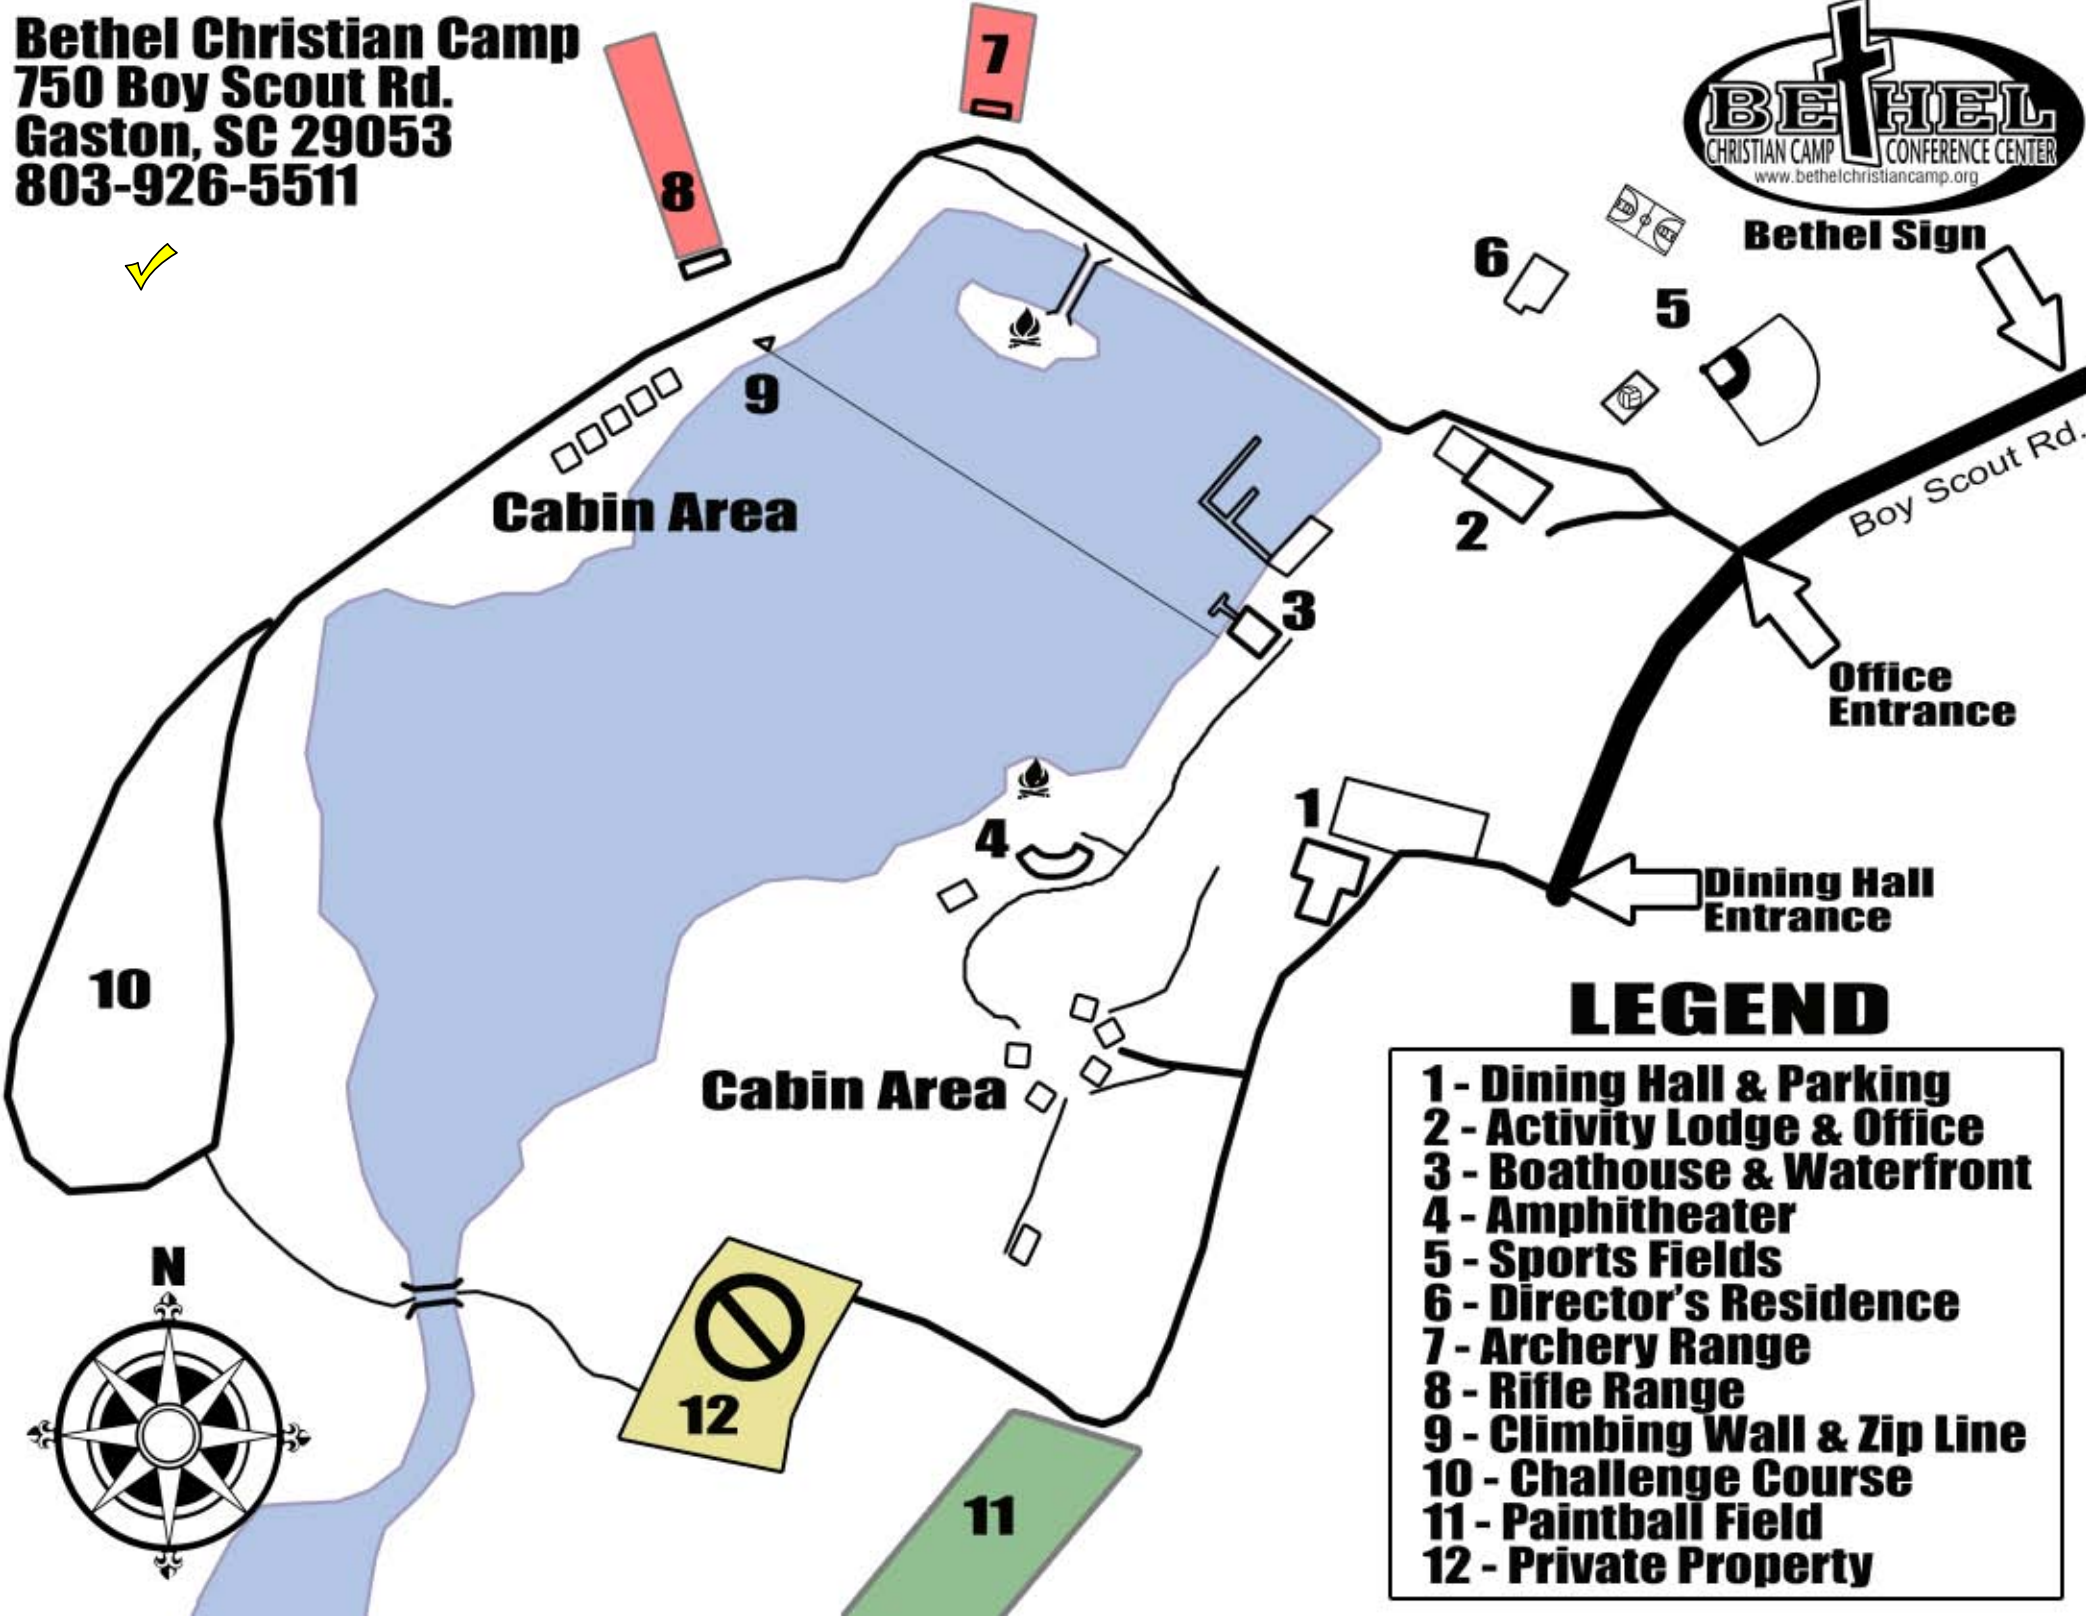 Bethel Christian Camp
750 Boy Scout Rd.
Gaston, SC 29053
803-926-5511
7
8
BETHEL
CHRISTIAN CAMP CONFERENCE CENTER
www.bethelchristiancamp.org
Bethel Sign
6
5
9
Boy Scout Rd.
Cabin Area
2
3
Office
Entrance
1
4
Dining Hall
Entrance
10
Cabin Area
N
12
11
LEGEND
1 - Dining Hall & Parking
2 - Activity Lodge & Office
3 - Boathouse & Waterfront
4 - Amphitheater
5 - Sports Fields
6 - Director's Residence
7 - Archery Range
8 - Rifle Range
9 - Climbing Wall & Zip Line
10 - Challenge Course
11 - Paintball Field
12 - Private Property